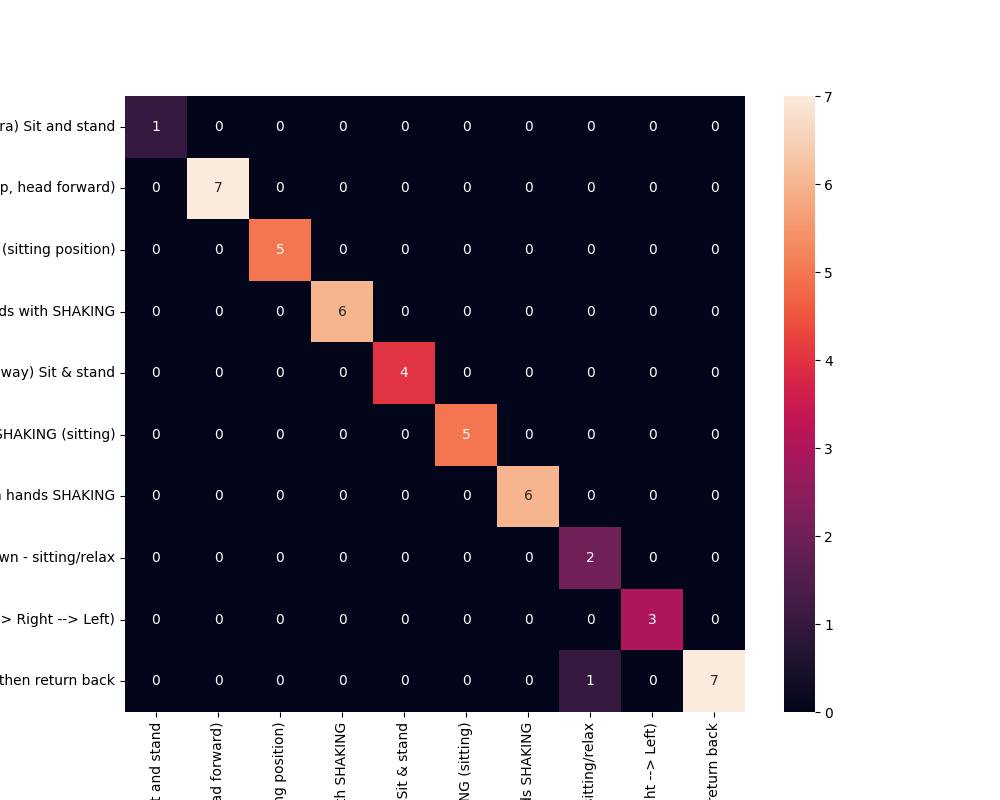 ra) Sit and stand 1 0 0 0 0 0 0 0 0 0
p, head forward) 0 7 0 0 0 0 0 0 0 0
(sitting position) 0 0 5 0 0 0 0 0 0 0
ds with SHAKING 0 0 0 6 0 0 0 0 0 0
way) Sit & stand 0 0 0 0 4 0 0 0 0 0
SHAKING (sitting) 0 0 0 0 0 5 0 0 0 0
hands SHAKING 0 0 0 0 0 0 6 0 0 0
wn - sitting/relax 0 0 0 0 0 0 0 2 0 0
> Right --> Left) 0 0 0 0 0 0 0 0 3 0
then return back 0 0 0 0 0 0 0 1 0 7
t and stand
ad forward)
ng position)
th SHAKING
Sit & stand
NG (sitting)
ds SHAKING
sitting/relax
ht --> Left)
return back
7
6
5
4
3
2
1
0